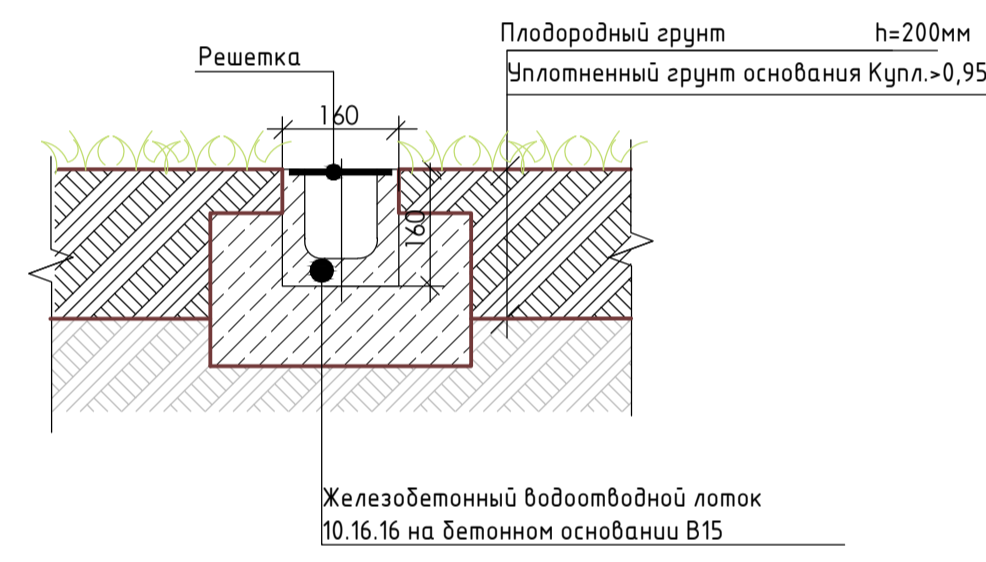 Плодородный грунт h=200мм
Уплотненный грунт основания Купл.>0,95
Решетка
160
160
Железобетонный водоотводной лоток
10.16.16 на бетонном основании В15